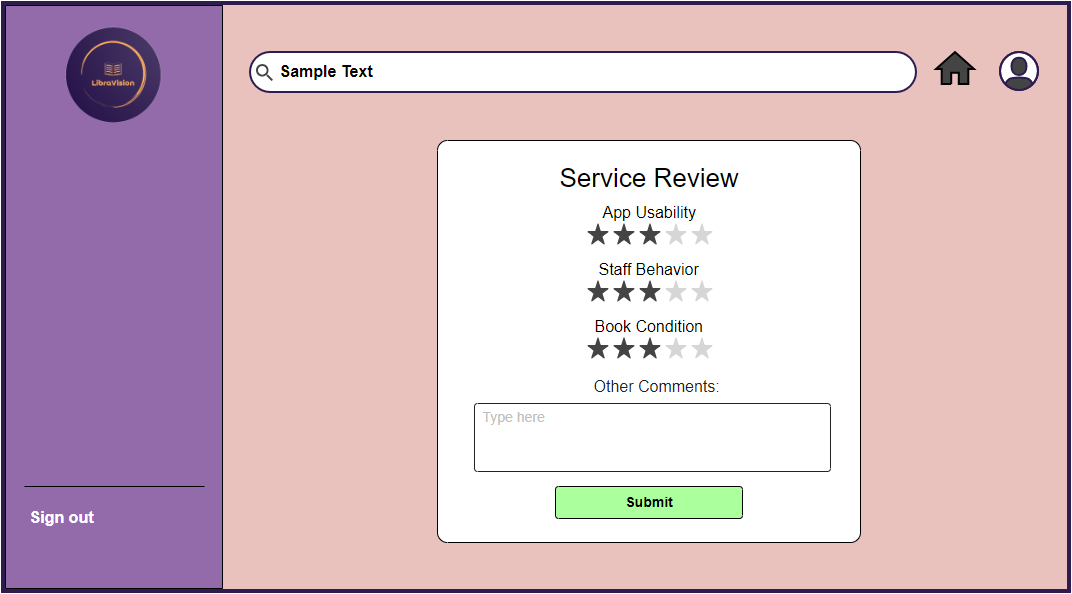 LibraVision
Sample Text
Service Review
App Usability
Staff Behavior
Book Condition
Other Comments:
Type here
Submit
Sign out